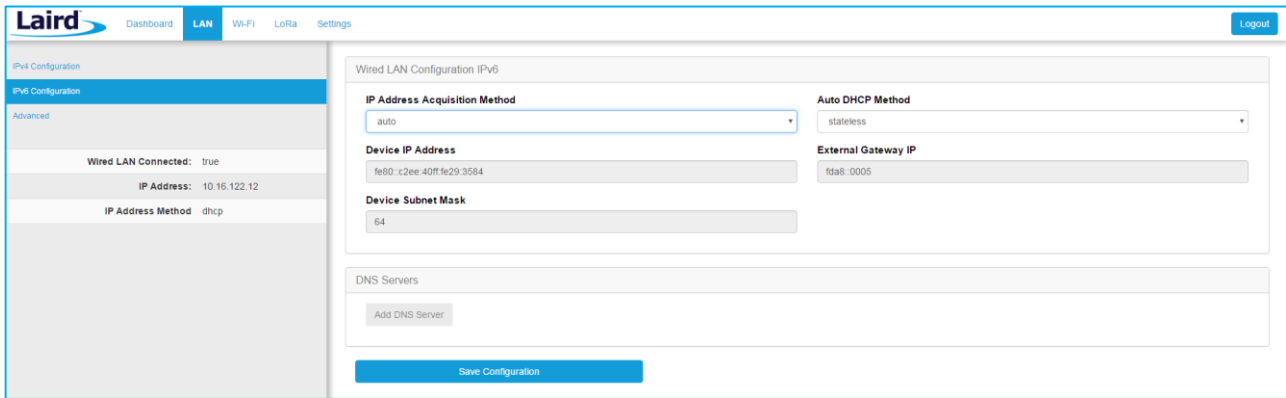 Laird Dashboard LAN Wi-Fi LoRa Settings Logout
IPv4 Configuration
IPv6 Configuration
Advanced
Wired LAN Connected: true
IP Address: 10.16.122.12
IP Address Method dhcp
Wired LAN Configuration IPv6
IP Address Acquisition Method Auto DHCP Method
auto stateless
Device IP Address External Gateway IP
fe80::c2ee:40ff:fe29:3584 fda8::0005
Device Subnet Mask
64
DNS Servers
Add DNS Server
Save Configuration